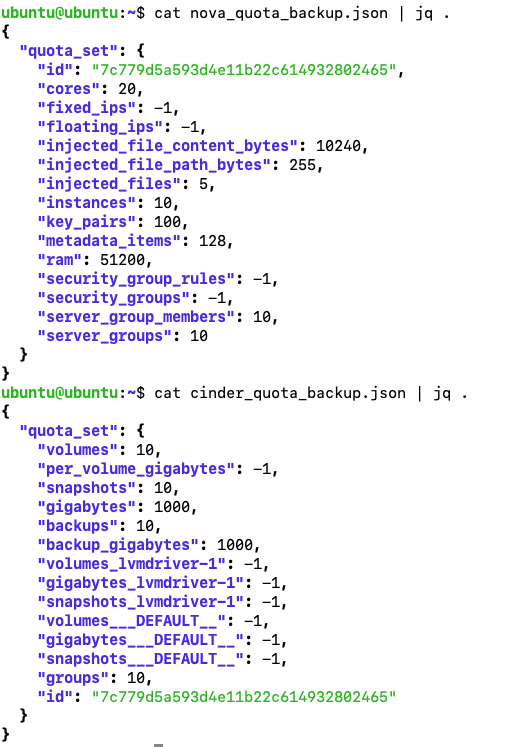 ubuntu@ubuntu:~$ cat nova_quota_backup.json | jq .
{
  "quota_set": {
    "id": "7c779d5a593d4e11b22c614932802465",
    "cores": 20,
    "fixed_ips": -1,
    "floating_ips": -1,
    "injected_file_content_bytes": 10240,
    "injected_file_path_bytes": 255,
    "injected_files": 5,
    "instances": 10,
    "key_pairs": 100,
    "metadata_items": 128,
    "ram": 51200,
    "security_group_rules": -1,
    "security_groups": -1,
    "server_group_members": 10,
    "server_groups": 10
  }
}
ubuntu@ubuntu:~$ cat cinder_quota_backup.json | jq .
{
  "quota_set": {
    "volumes": 10,
    "per_volume_gigabytes": -1,
    "snapshots": 10,
    "gigabytes": 1000,
    "backups": 10,
    "backup_gigabytes": 1000,
    "volumes_lvmdriver-1": -1,
    "gigabytes_lvmdriver-1": -1,
    "snapshots_lvmdriver-1": -1,
    "volumes___DEFAULT__": -1,
    "gigabytes___DEFAULT__": -1,
    "snapshots___DEFAULT__": -1,
    "groups": 10,
    "id": "7c779d5a593d4e11b22c614932802465"
  }
}